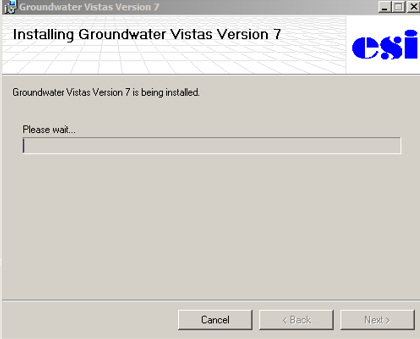 Groundwater Vistas Version 7
Installing Groundwater Vistas Version 7
esi
Groundwater Vistas Version 7 is being installed.
Please wait...
Cancel
< Back
Next >